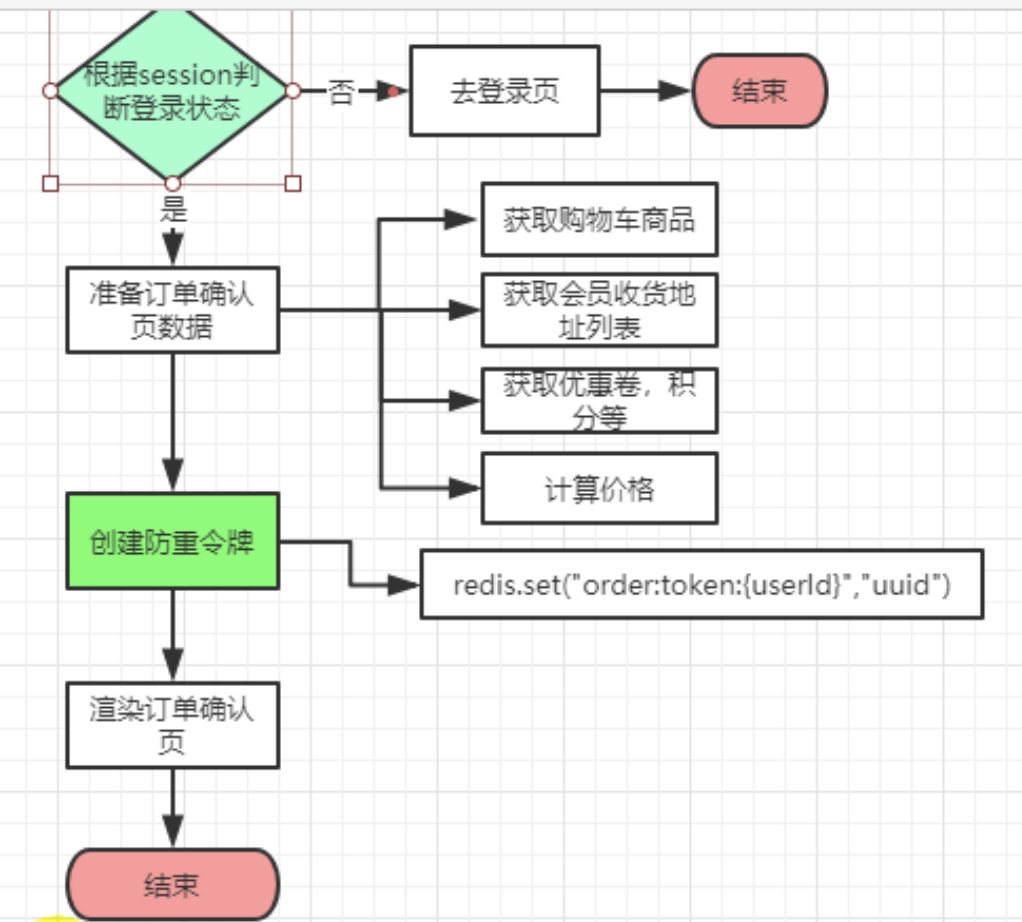 根据session判
断登录状态
否
去登录页
结束
是
获取购物车商品
准备订单确认
页数据
获取会员收货地
址列表
获取优惠卷，积
分等
计算价格
创建防重令牌
redis.set("order:token:{userId}","uuid")
渲染订单确认
页
结束